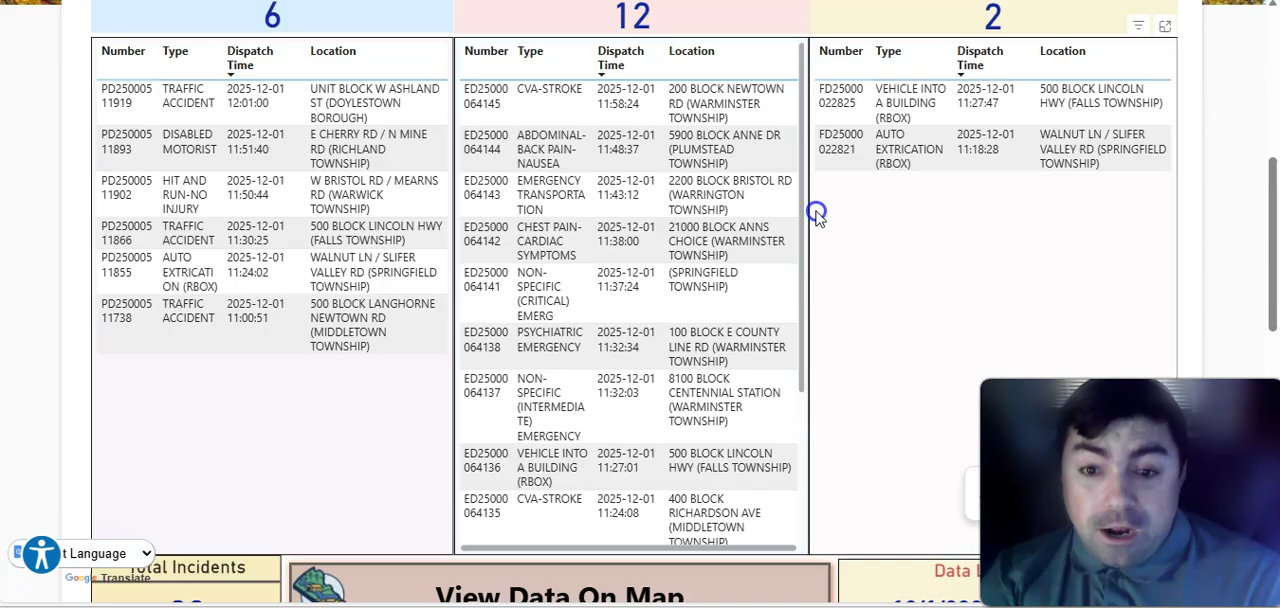 6
12
2
Number Type Dispatch Time Location
PD250005 11919 TRAFFIC ACCIDENT 2025-12-01 12:01:00 UNIT BLOCK W ASHLAND ST (DOYLESTOWN BOROUGH)
PD250005 11893 DISABLED MOTORIST 2025-12-01 11:51:40 E CHERRY RD / N MINE RD (RICHLAND TOWNSHIP)
PD250005 11902 HIT AND RUN-NO INJURY 2025-12-01 11:50:44 W BRISTOL RD / MEARNS RD (WARWICK TOWNSHIP)
PD250005 11866 TRAFFIC ACCIDENT 2025-12-01 11:30:25 500 BLOCK LINCOLN HWY (FALLS TOWNSHIP)
PD250005 11855 AUTO EXTRICATI ON (RBOX) 2025-12-01 11:24:02 WALNUT LN / SLIFER VALLEY RD (SPRINGFIELD TOWNSHIP)
PD250005 11738 TRAFFIC ACCIDENT 2025-12-01 11:00:51 500 BLOCK LANGHORNE NEWTOWN RD (MIDDLETOWN TOWNSHIP)
Number Type Dispatch Time Location
ED25000 064145 CVA-STROKE 2025-12-01 11:58:24 200 BLOCK NEWTOWN RD (WARMINSTER TOWNSHIP)
ED25000 064144 ABDOMINAL-BACK PAIN-NAUSEA 2025-12-01 11:48:37 5900 BLOCK ANNE DR (PLUMSTEAD TOWNSHIP)
ED25000 064143 EMERGENCY TRANSPORTA TION 2025-12-01 11:43:12 2200 BLOCK BRISTOL RD (WARRINGTON TOWNSHIP)
ED25000 064142 CHEST PAIN-CARDIAC SYMPTOMS 2025-12-01 11:38:00 21000 BLOCK ANNS CHOICE (WARMINSTER TOWNSHIP)
ED25000 064141 NON-SPECIFIC (CRITICAL) EMERG 2025-12-01 11:37:24 (SPRINGFIELD TOWNSHIP)
ED25000 064138 PSYCHIATRIC EMERGENCY 2025-12-01 11:32:34 100 BLOCK E COUNTY LINE RD (WARMINSTER TOWNSHIP)
ED25000 064137 NON-SPECIFIC (INTERMEDIA TE) EMERGENCY 2025-12-01 11:32:03 8100 BLOCK CENTENNIAL STATION (WARMINSTER TOWNSHIP)
ED25000 064136 VEHICLE INTO A BUILDING (RBOX) 2025-12-01 11:27:01 500 BLOCK LINCOLN HWY (FALLS TOWNSHIP)
ED25000 064135 CVA-STROKE 2025-12-01 11:24:08 400 BLOCK RICHARDSON AVE (MIDDLETOWN TOWNSHIP)
Number Type Dispatch Time Location
FD25000 022825 VEHICLE INTO A BUILDING (RBOX) 2025-12-01 11:27:47 500 BLOCK LINCOLN HWY (FALLS TOWNSHIP)
FD25000 022821 AUTO EXTRICATION (RBOX) 2025-12-01 11:18:28 WALNUT LN / SLIFER VALLEY RD (SPRINGFIELD TOWNSHIP)
t Language
Google Translate
Total Incidents
View Data On Map
Data